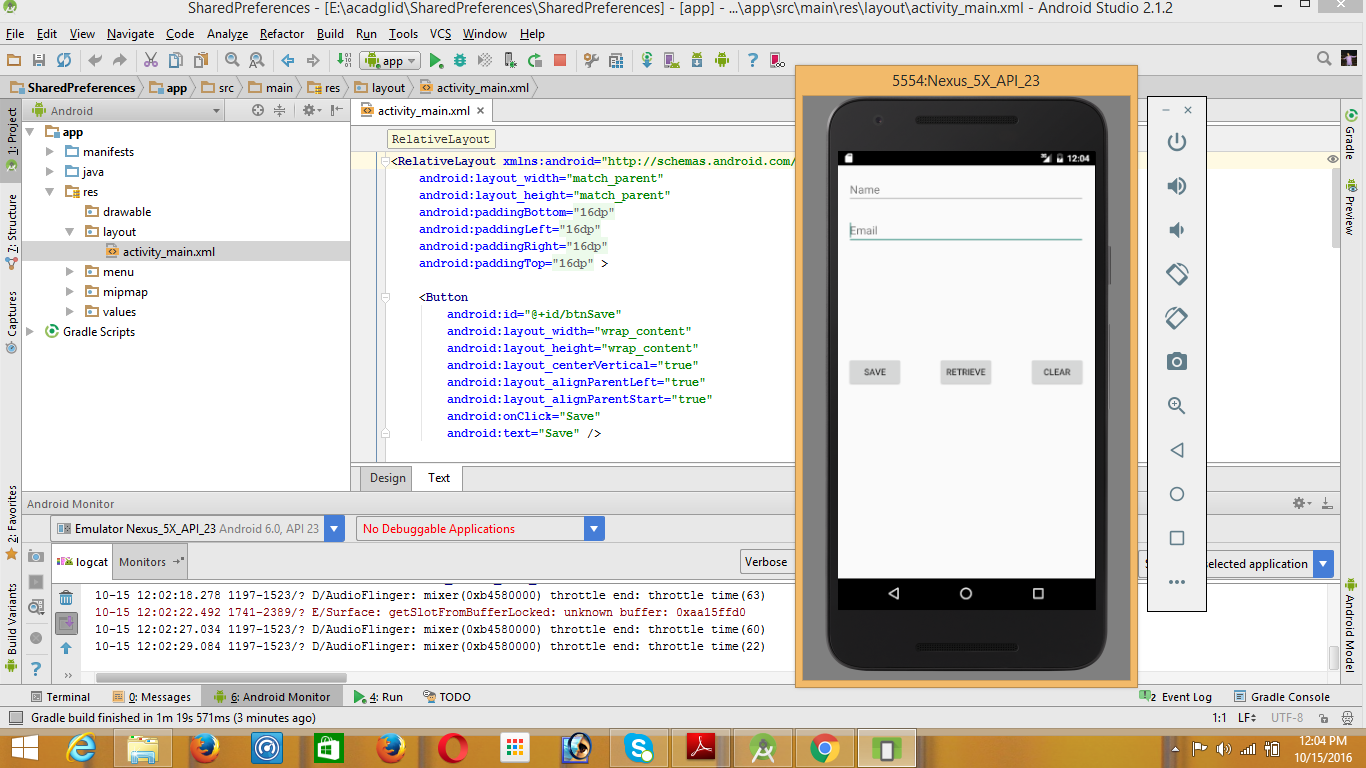 SharedPreferences - [E:\acadglid\SharedPreferences\SharedPreferences] - [app] - ...\app\src\main\res\layout\activity_main.xml - Android Studio 2.1.2
File Edit View Navigate Code Analyze Refactor Build Run Tools VCS Window Help
app
SharedPreferences app src main res layout activity_main.xml
1: Project
7: Structure
Captures
2: Favorites
Build Variants
Android
app
manifests
java
res
drawable
layout
activity_main.xml
menu
mipmap
values
Gradle Scripts
activity_main.xml
RelativeLayout
<RelativeLayout xmlns:android="http://schemas.android.com/
android:layout_width="match_parent"
android:layout_height="match_parent"
android:paddingBottom="16dp"
android:paddingLeft="16dp"
android:paddingRight="16dp"
android:paddingTop="16dp" >
<Button
android:id="@+id/btnSave"
android:layout_width="wrap_content"
android:layout_height="wrap_content"
android:layout_centerVertical="true"
android:layout_alignParentLeft="true"
android:layout_alignParentStart="true"
android:onClick="Save"
android:text="Save" />
Design Text
5554:Nexus_5X_API_23
12:04
Name
Email
SAVE RETRIEVE CLEAR
Gradle
Preview
Android Model
Android Monitor
Emulator Nexus_5X_API_23 Android 6.0, API 23
No Debuggable Applications
logcat Monitors
Verbose
selected application
10-15 12:02:18.278 1197-1523/? D/AudioFlinger: mixer(0xb4580000) throttle end: throttle time(63)
10-15 12:02:22.492 1741-2389/? E/Surface: getSlotFromBufferLocked: unknown buffer: 0xaa15ffd0
10-15 12:02:27.034 1197-1523/? D/AudioFlinger: mixer(0xb4580000) throttle end: throttle time(60)
10-15 12:02:29.084 1197-1523/? D/AudioFlinger: mixer(0xb4580000) throttle end: throttle time(22)
Terminal 0: Messages 6: Android Monitor 4: Run TODO 2 Event Log Gradle Console
Gradle build finished in 1m 19s 571ms (3 minutes ago)
1:1 LF UTF-8
12:04 PM
10/15/2016